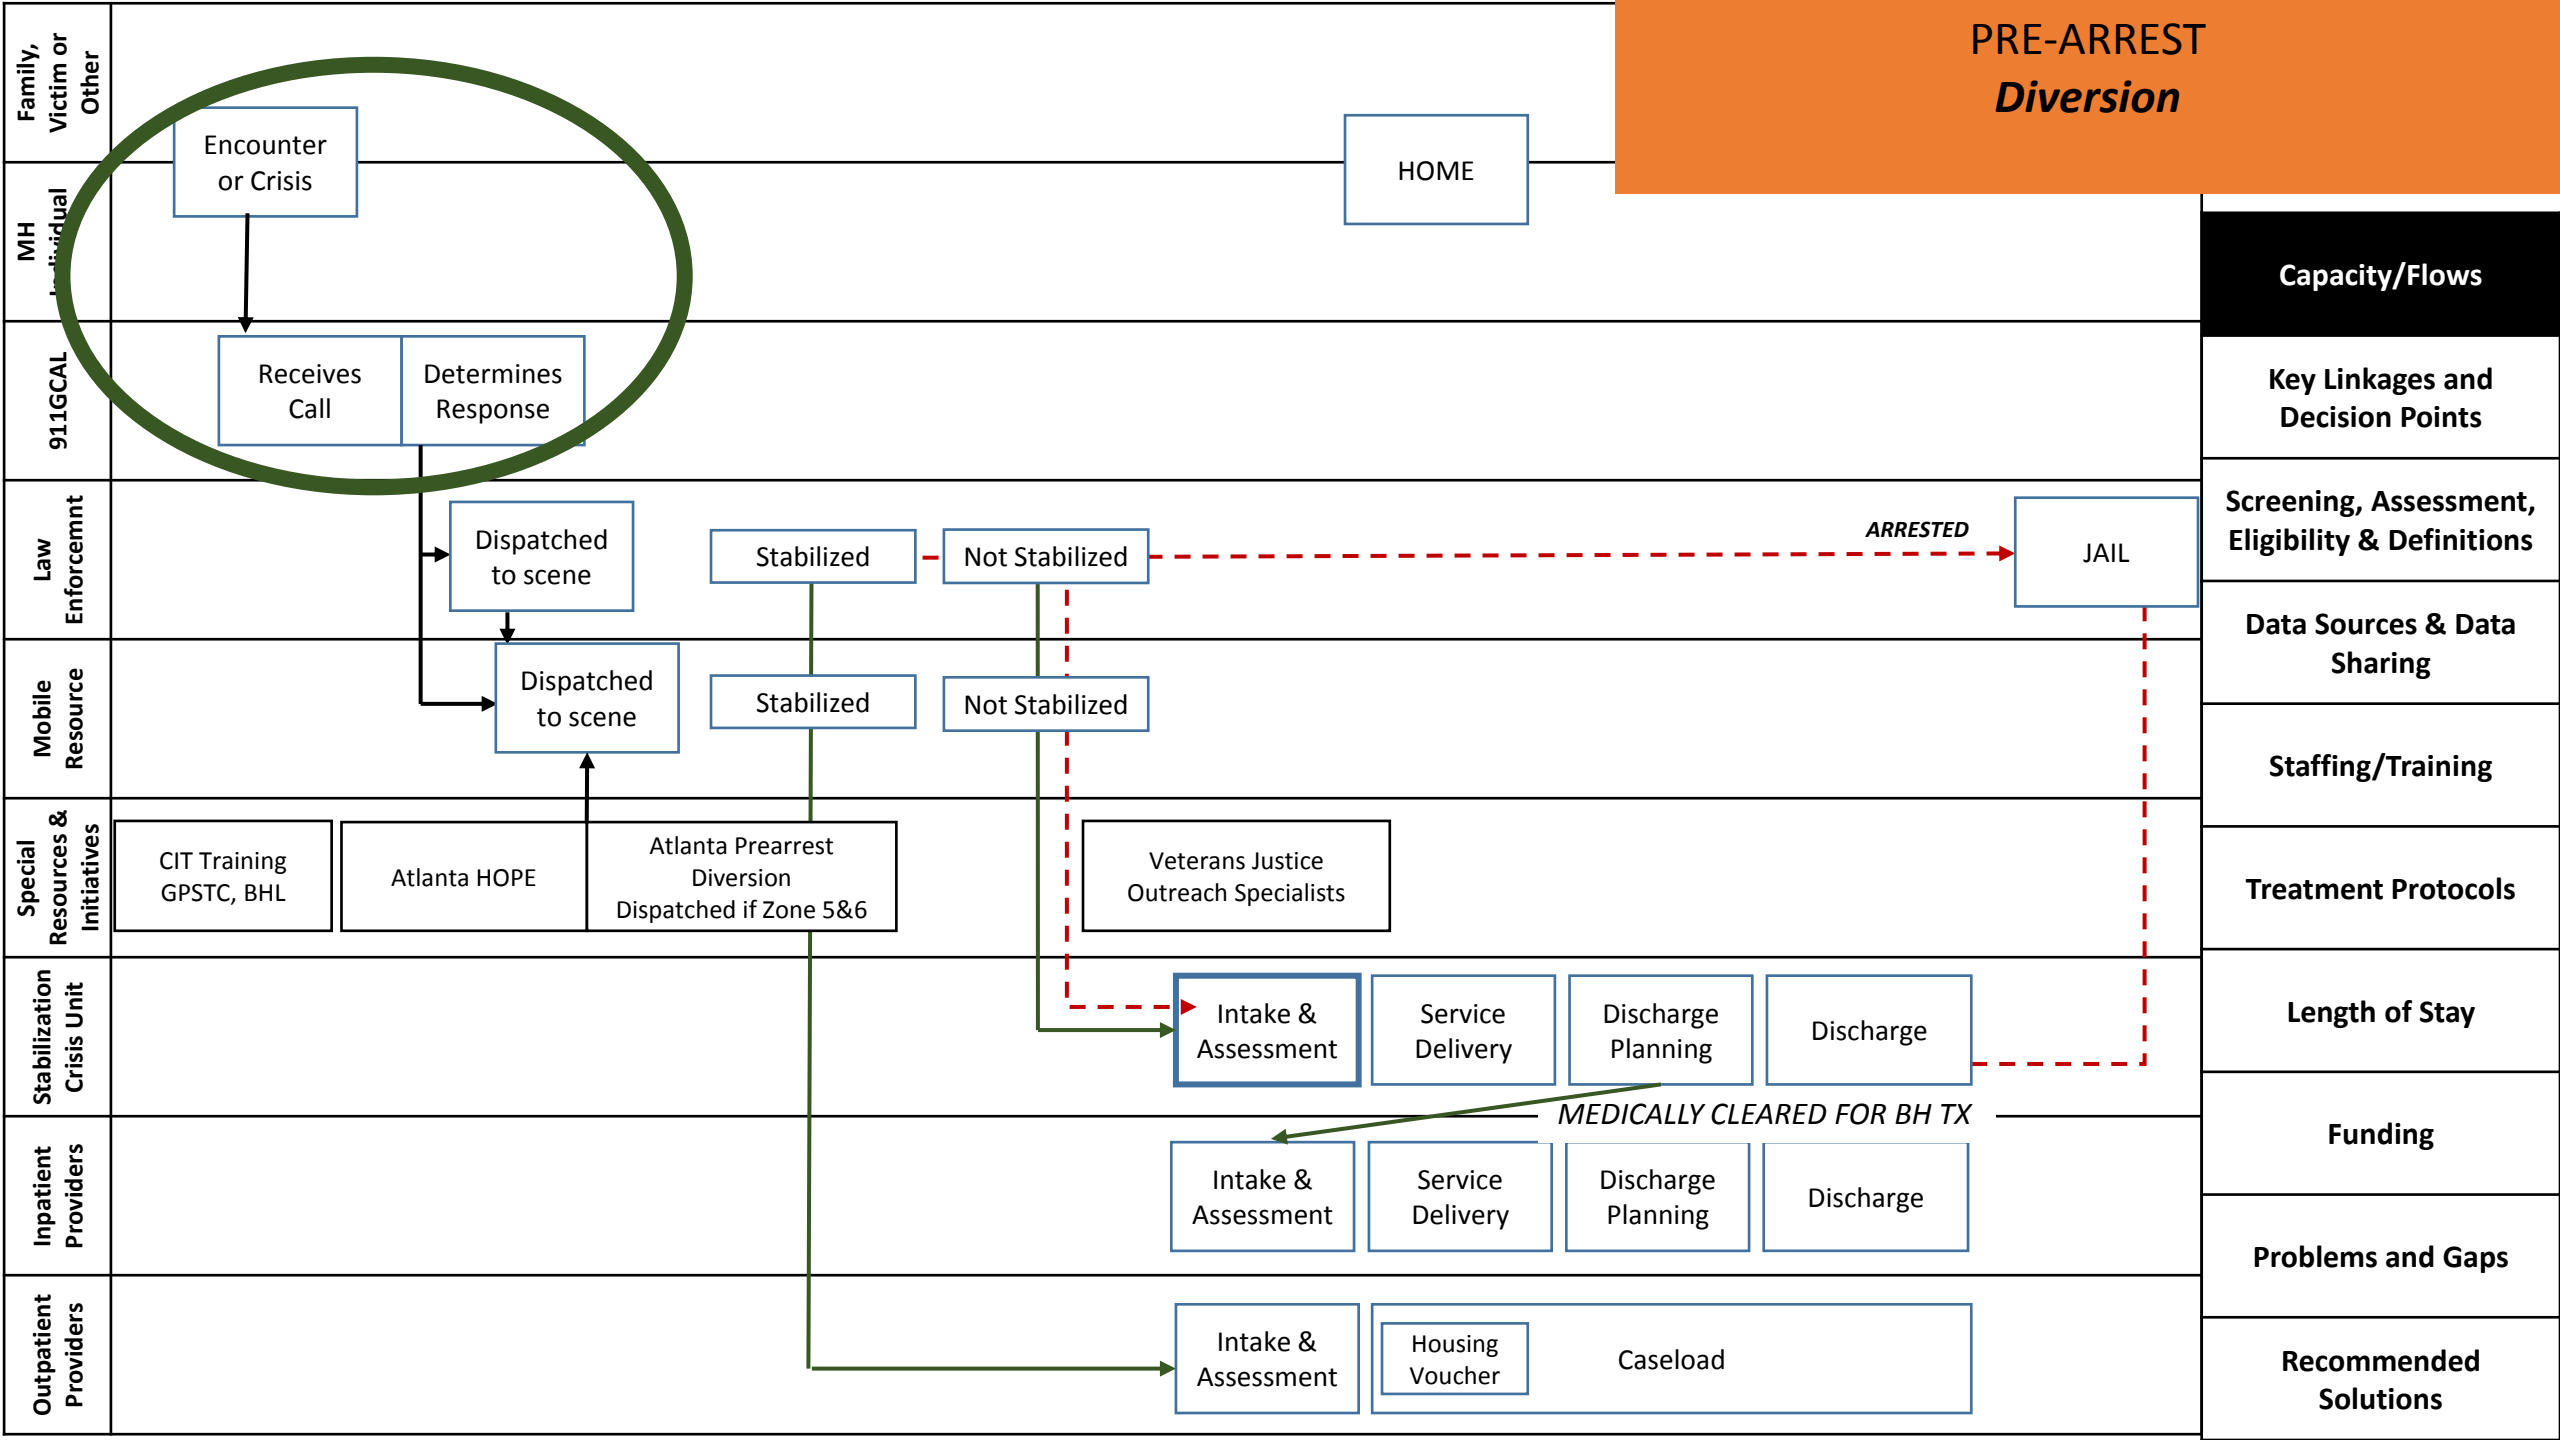 PRE-ARREST
Diversion
Family,
Victim or
Other
Encounter
or Crisis
HOME
MH
Individual
Capacity/Flows
911GCAL
Receives
Call
Determines
Response
Key Linkages and
Decision Points
Law
Enforcemnt
Dispatched
to scene
Stabilized
Not Stabilized
ARRESTED
JAIL
Screening, Assessment,
Eligibility & Definitions
Mobile
Resource
Dispatched
to scene
Stabilized
Not Stabilized
Data Sources & Data
Sharing
Staffing/Training
Special
Resources &
Initiatives
CIT Training
GPSTC, BHL
Atlanta HOPE
Atlanta Prearrest
Diversion
Dispatched if Zone 5&6
Veterans Justice
Outreach Specialists
Treatment Protocols
Stabilization
Crisis Unit
Intake &
Assessment
Service
Delivery
Discharge
Planning
Discharge
Length of Stay
MEDICALLY CLEARED FOR BH TX
Inpatient
Providers
Intake &
Assessment
Service
Delivery
Discharge
Planning
Discharge
Funding
Problems and Gaps
Outpatient
Providers
Intake &
Assessment
Housing
Voucher
Caseload
Recommended
Solutions